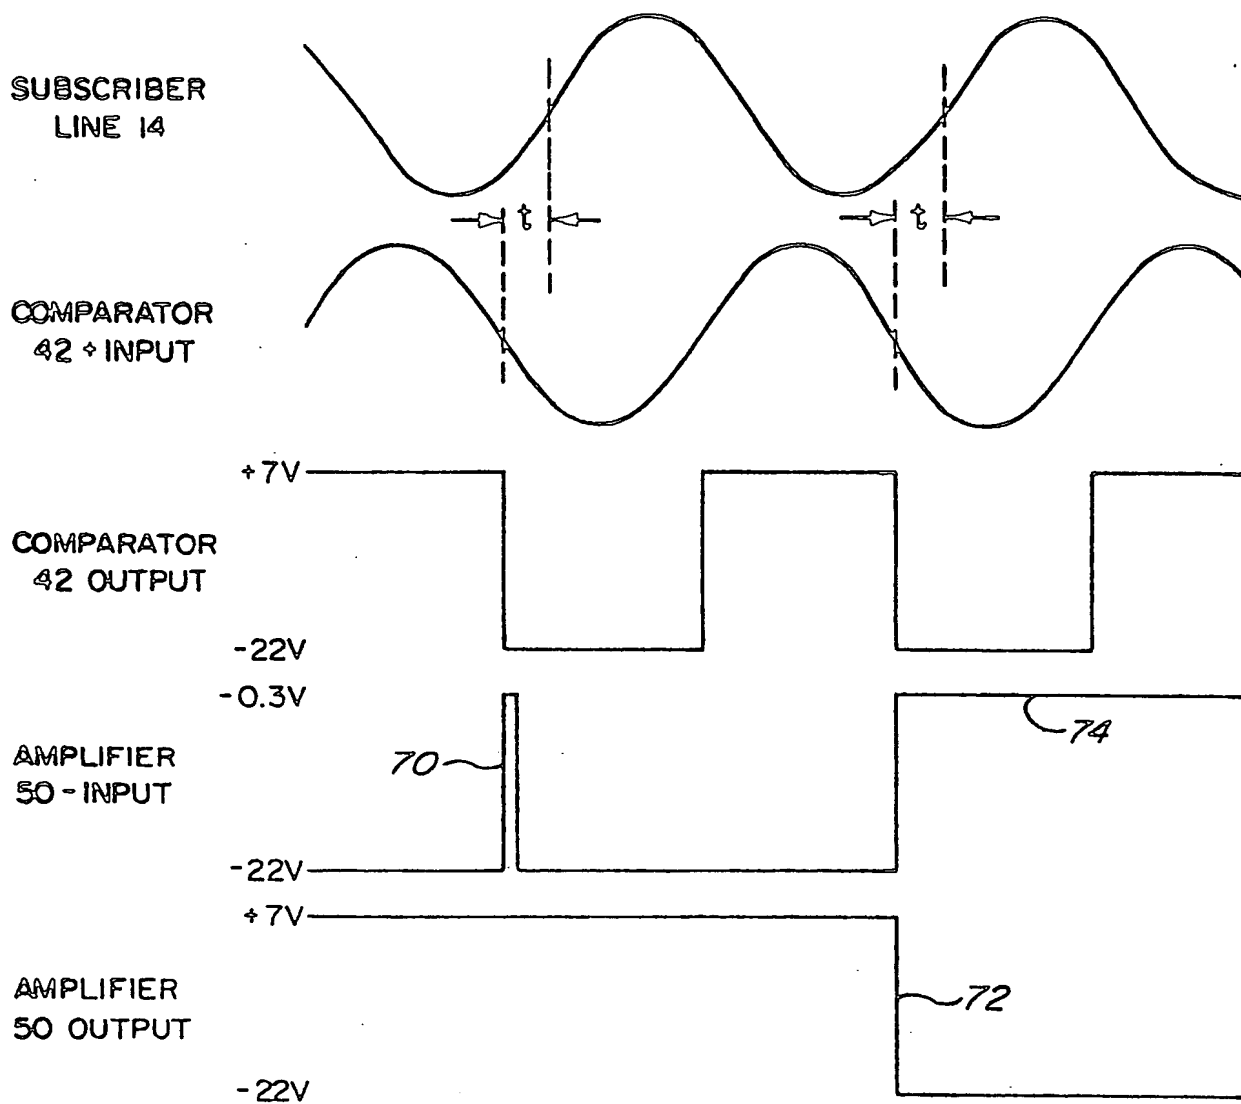 SUBSCRIBER
LINE 14
t
t
COMPARATOR
42 + INPUT
+7V
COMPARATOR
42 OUTPUT
-22V
-0.3V
AMPLIFIER
50 - INPUT
70
74
-22V
+7V
AMPLIFIER
50 OUTPUT
72
-22V